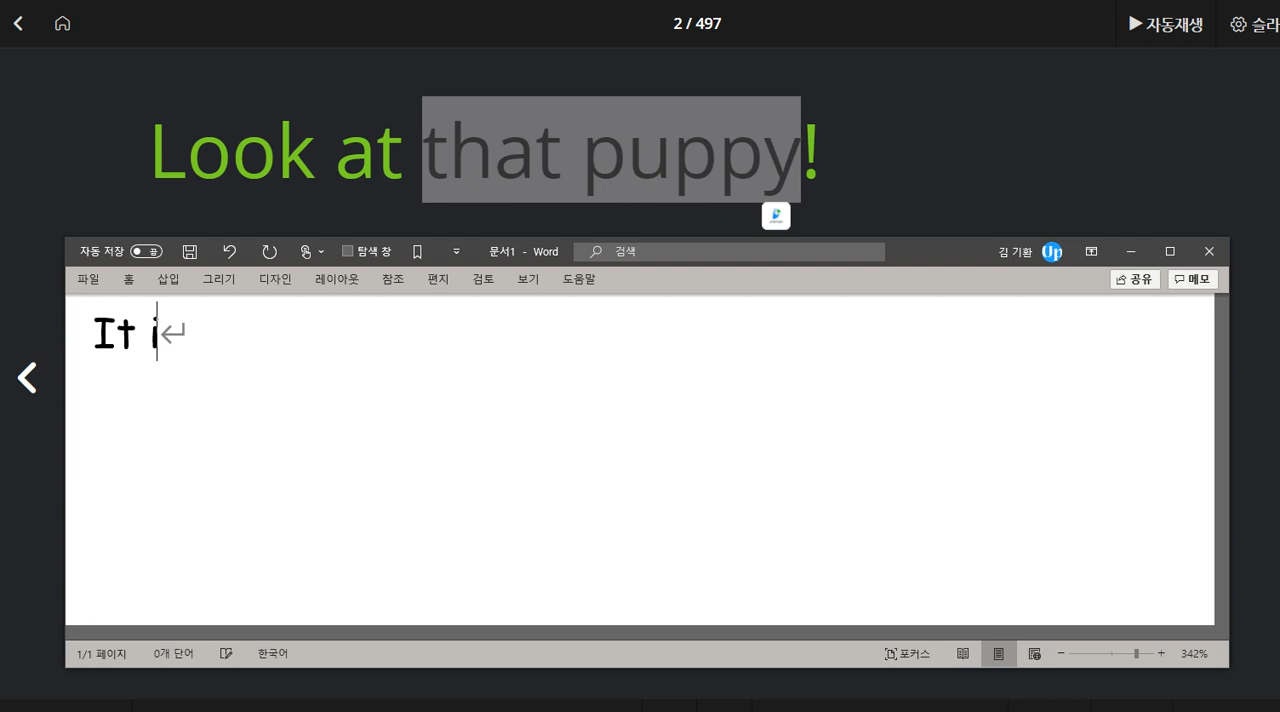 2 / 497
▶ 자동재생
슬라
Look at that puppy!
자동 저장 끔
탐색 창
문서1 - Word
검색
김 기환
Up
파일 홈 삽입 그리기 디자인 레이아웃 참조 편지 검토 보기 도움말
공유 메모
It i
1/1 페이지 0개 단어 한국어
포커스
342%